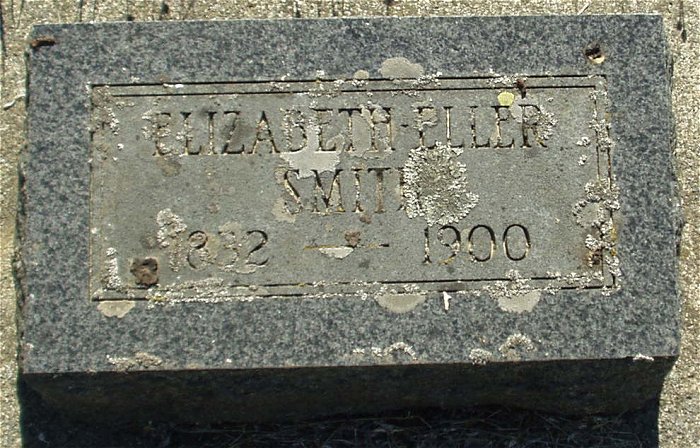 ELIZABETH ELLER
SMITH
1832 — 1900